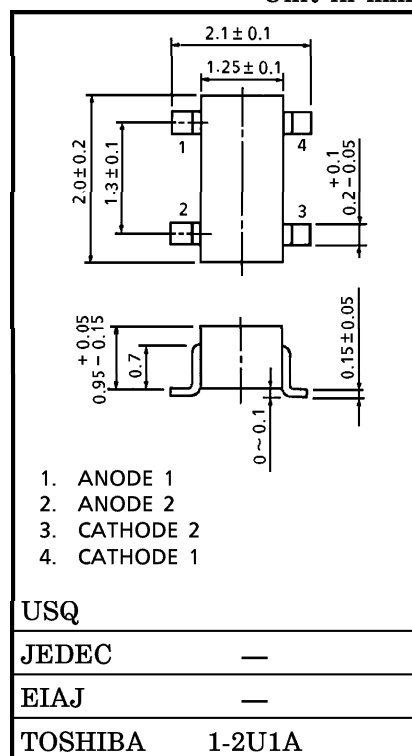 2.1±0.1
1.25±0.1
2.0±0.2
1.3±0.1
1
4
2
3
+0.1
0.2-0.05
+0.05
0.95-0.15
0.7
0.15±0.05
0~0.1
1. ANODE 1
2. ANODE 2
3. CATHODE 2
4. CATHODE 1
USQ
JEDEC —
EIAJ —
TOSHIBA 1-2U1A